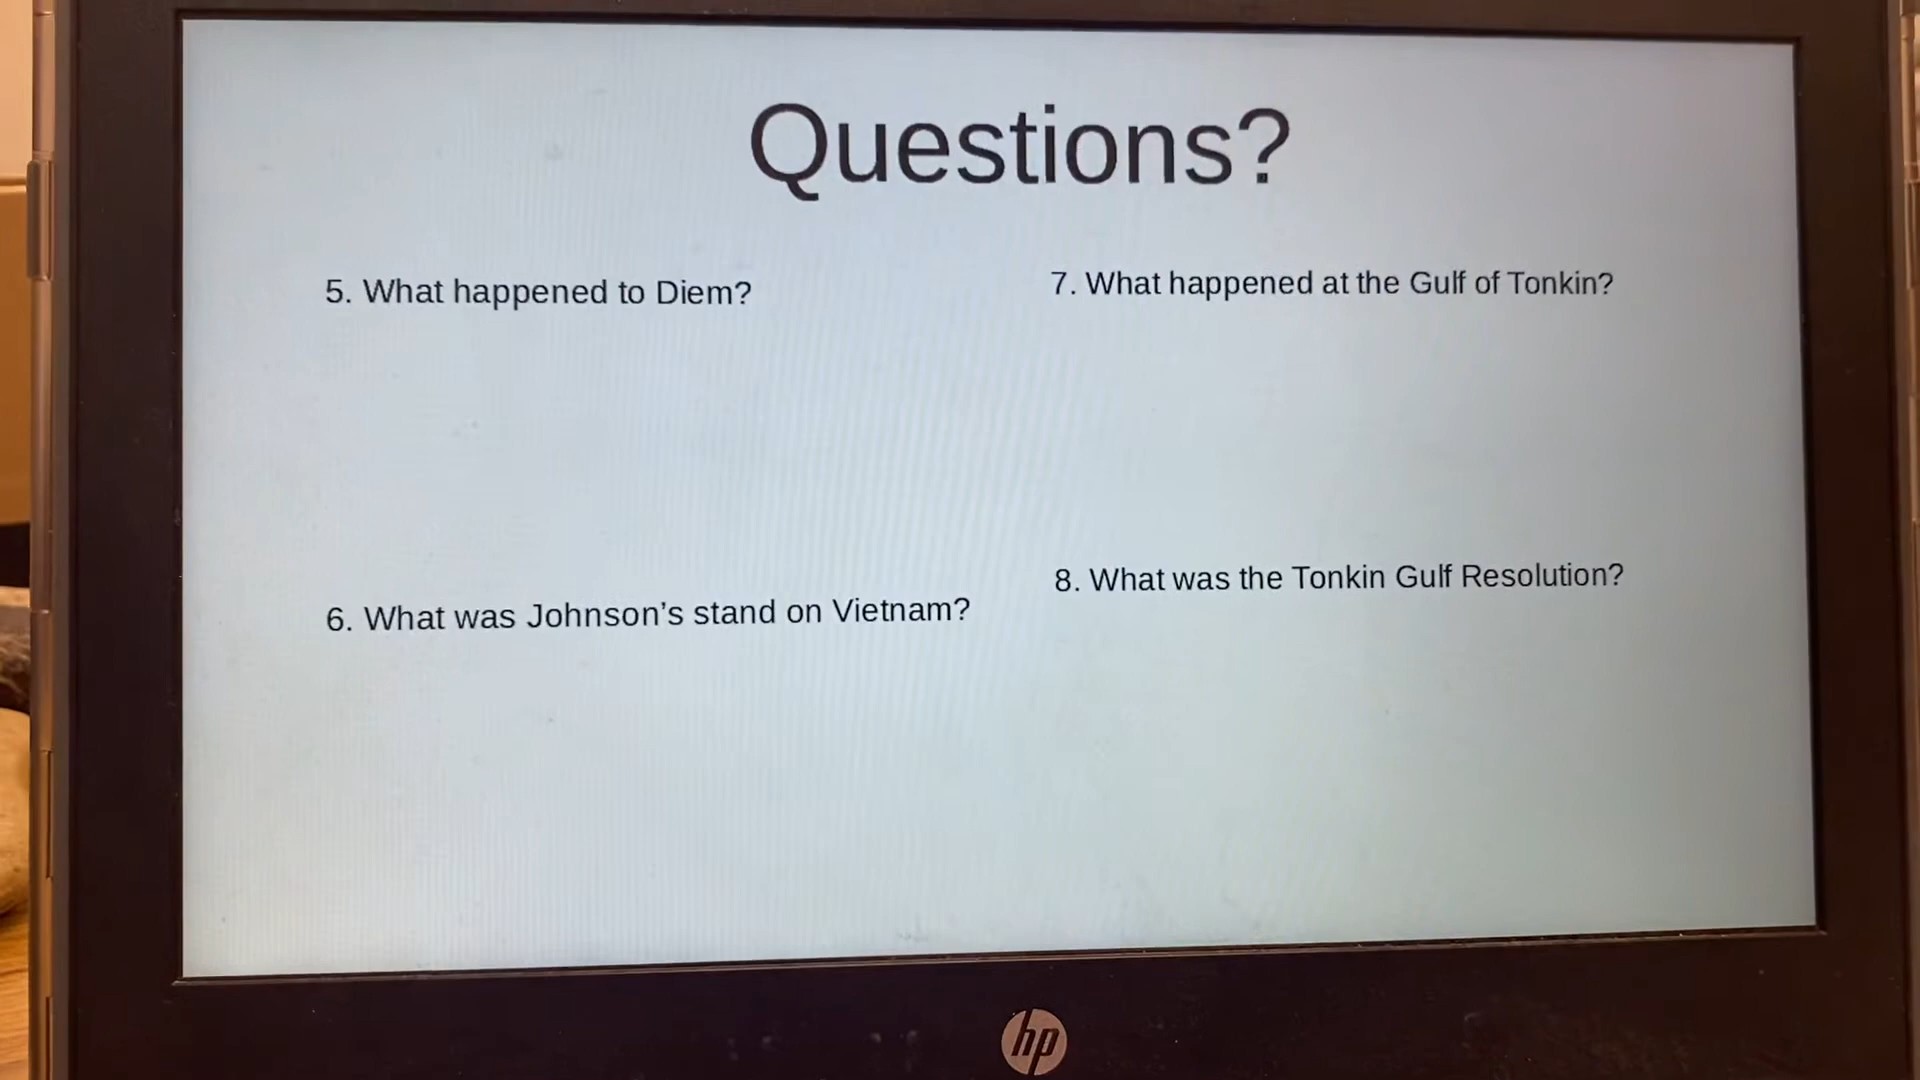 Questions?
5. What happened to Diem?
6. What was Johnson’s stand on Vietnam?
7. What happened at the Gulf of Tonkin?
8. What was the Tonkin Gulf Resolution?
hp